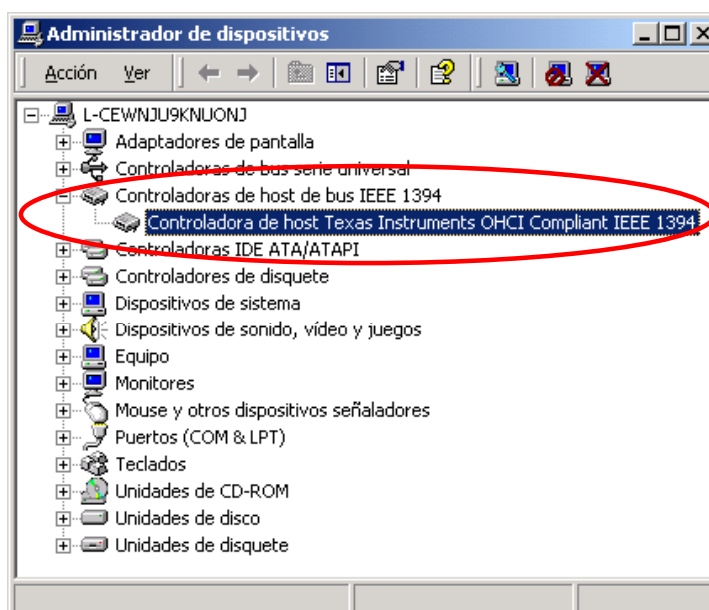 Administrador de dispositivos
Acción Ver
L-CEWNJU9KNUONJ
Adaptadores de pantalla
Controladoras de bus serie universal
Controladoras de host de bus IEEE 1394
Controladora de host Texas Instruments OHCI Compliant IEEE 1394
Controladoras IDE ATA/ATAPI
Controladores de disquete
Dispositivos de sistema
Dispositivos de sonido, vídeo y juegos
Equipo
Monitores
Mouse y otros dispositivos señaladores
Puertos (COM & LPT)
Teclados
Unidades de CD-ROM
Unidades de disco
Unidades de disquete